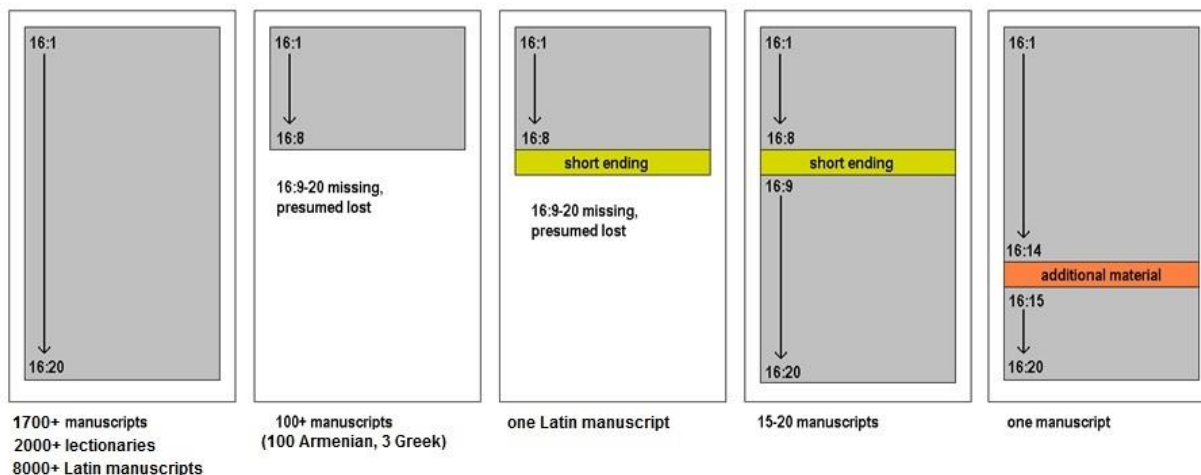 16:1
16:20
1700+ manuscripts
2000+ lectionaries
8000+ Latin manuscripts
16:1
16:8
16:9-20 missing,
presumed lost
100+ manuscripts
(100 Armenian, 3 Greek)
16:1
16:8
short ending
16:9-20 missing,
presumed lost
one Latin manuscript
16:1
16:8
short ending
16:9
16:20
15-20 manuscripts
16:1
16:14
additional material
16:15
16:20
one manuscript